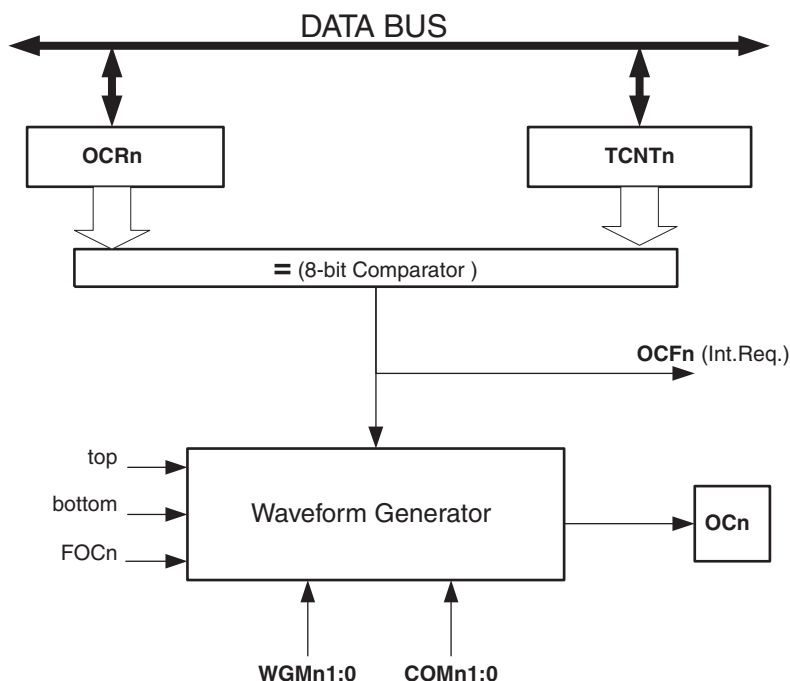 DATA BUS
OCRn
TCNTn
= (8-bit Comparator )
OCFn (Int.Req.)
top
bottom
FOCn
Waveform Generator
OCn
WGMn1:0
COMn1:0